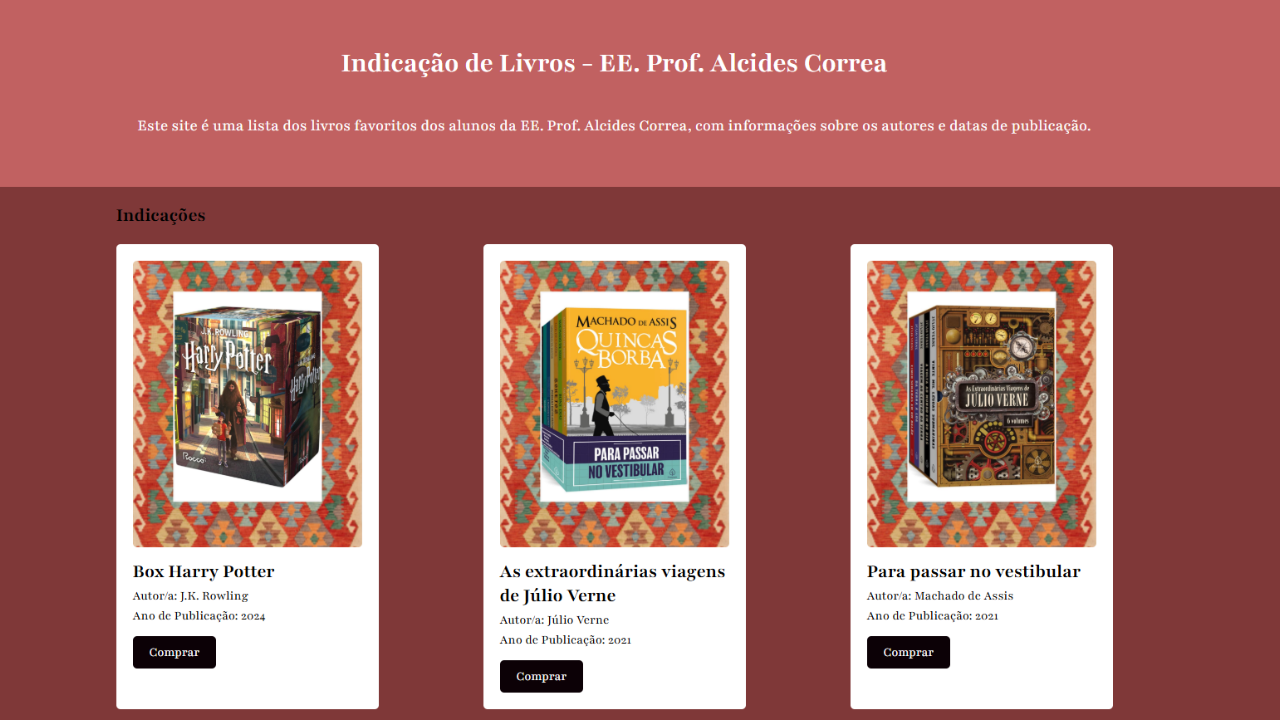 Indicação de Livros - EE. Prof. Alcides Correa
Este site é uma lista dos livros favoritos dos alunos da EE. Prof. Alcides Correa, com informações sobre os autores e datas de publicação.
Indicações
J.K. ROWLING
Harry Potter
Harry Potter
Rocco
Box Harry Potter
Autor/a: J.K. Rowling
Ano de Publicação: 2024
Comprar
MACHADO DE ASSIS
QUINCAS
BORBA
PARA PASSAR
NO VESTIBULAR
As extraordinárias viagens
de Júlio Verne
Autor/a: Júlio Verne
Ano de Publicação: 2021
Comprar
As Extraordinárias Viagens de
JÚLIO VERNE
6 volumes
Para passar no vestibular
Autor/a: Machado de Assis
Ano de Publicação: 2021
Comprar